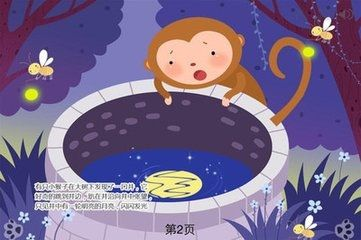 有只小猴子在大树下发现了一口井，它
好奇的跳到井边，趴在井沿向井中张望，
只见井中有一轮明亮的月亮，闪闪发光
第2页